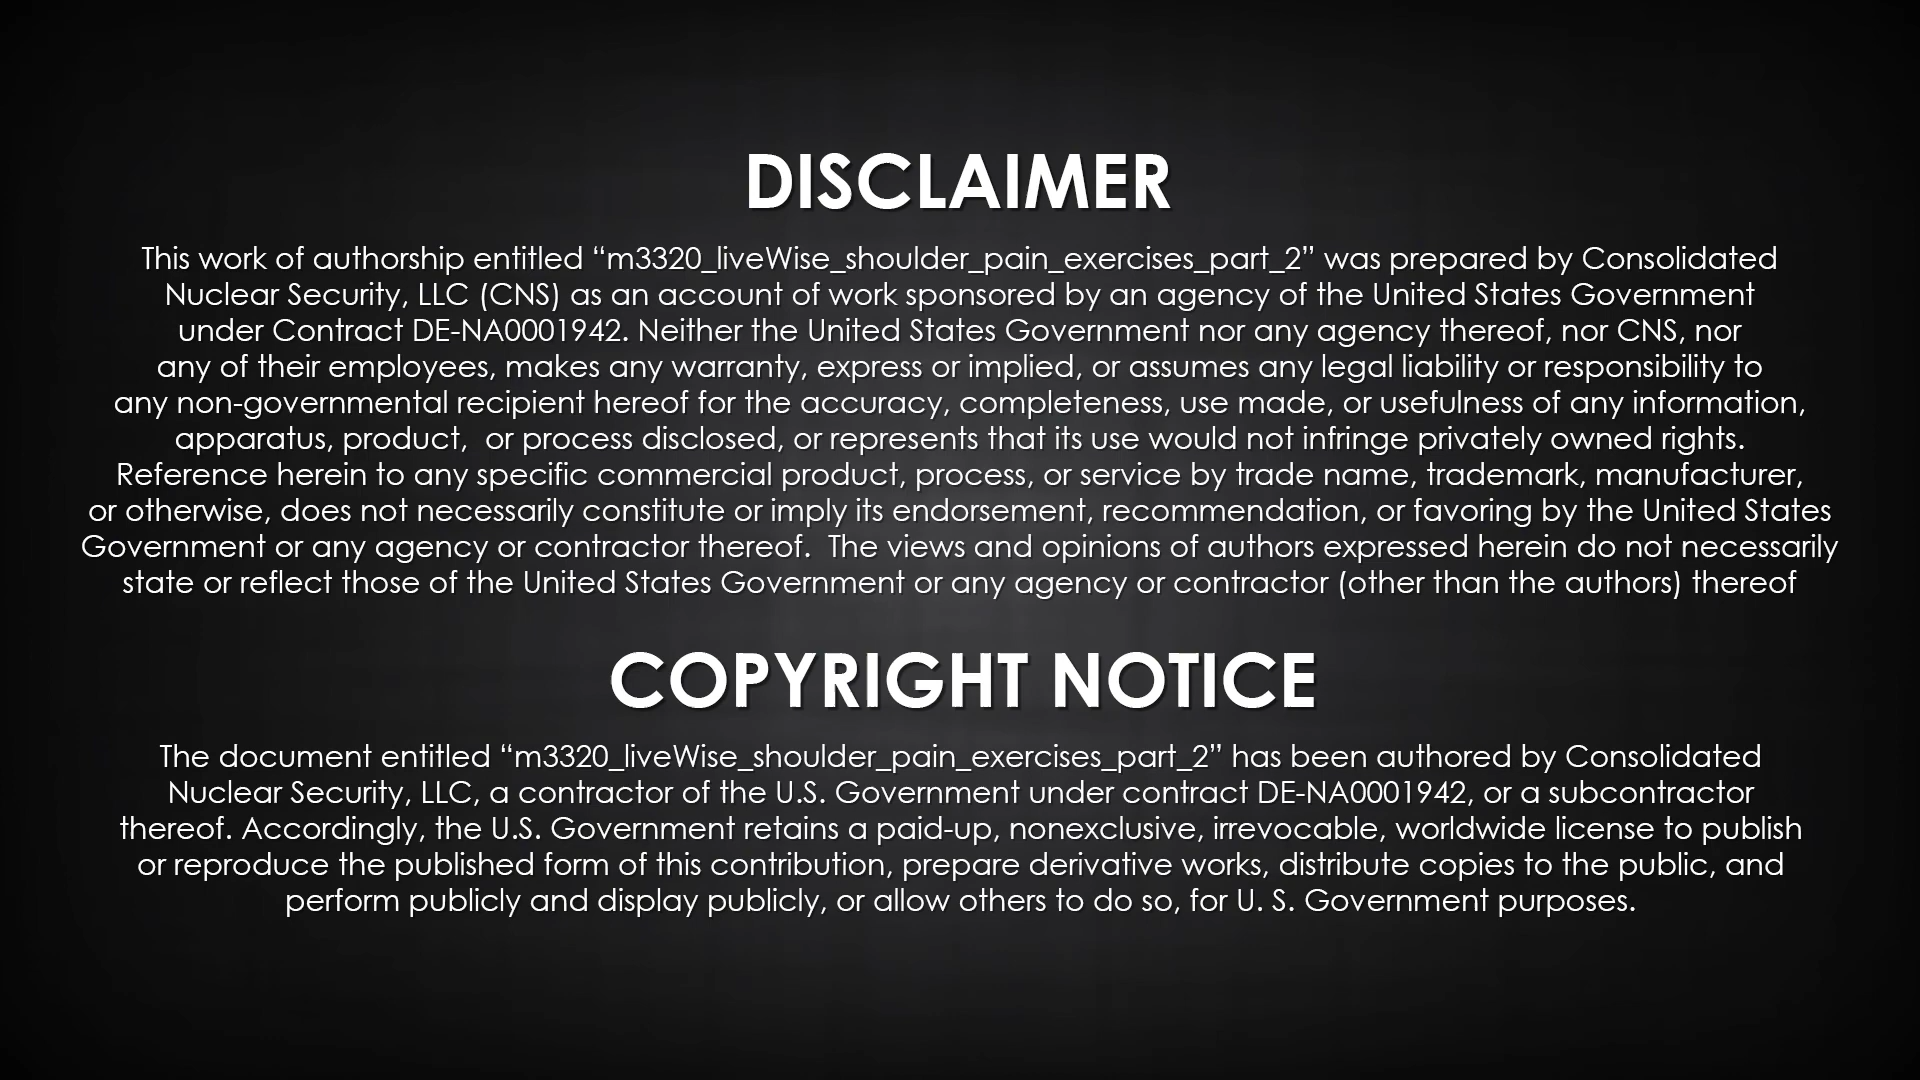 DISCLAIMER
This work of authorship entitled “m3320_liveWise_shoulder_pain_exercises_part_2” was prepared by Consolidated
Nuclear Security, LLC (CNS) as an account of work sponsored by an agency of the United States Government
under Contract DE-NA0001942. Neither the United States Government nor any agency thereof, nor CNS, nor
any of their employees, makes any warranty, express or implied, or assumes any legal liability or responsibility to
any non-governmental recipient hereof for the accuracy, completeness, use made, or usefulness of any information,
apparatus, product,  or process disclosed, or represents that its use would not infringe privately owned rights.
Reference herein to any specific commercial product, process, or service by trade name, trademark, manufacturer,
or otherwise, does not necessarily constitute or imply its endorsement, recommendation, or favoring by the United States
Government or any agency or contractor thereof.  The views and opinions of authors expressed herein do not necessarily
state or reflect those of the United States Government or any agency or contractor (other than the authors) thereof
COPYRIGHT NOTICE
The document entitled “m3320_liveWise_shoulder_pain_exercises_part_2” has been authored by Consolidated
Nuclear Security, LLC, a contractor of the U.S. Government under contract DE-NA0001942, or a subcontractor
thereof. Accordingly, the U.S. Government retains a paid-up, nonexclusive, irrevocable, worldwide license to publish
or reproduce the published form of this contribution, prepare derivative works, distribute copies to the public, and
perform publicly and display publicly, or allow others to do so, for U. S. Government purposes.